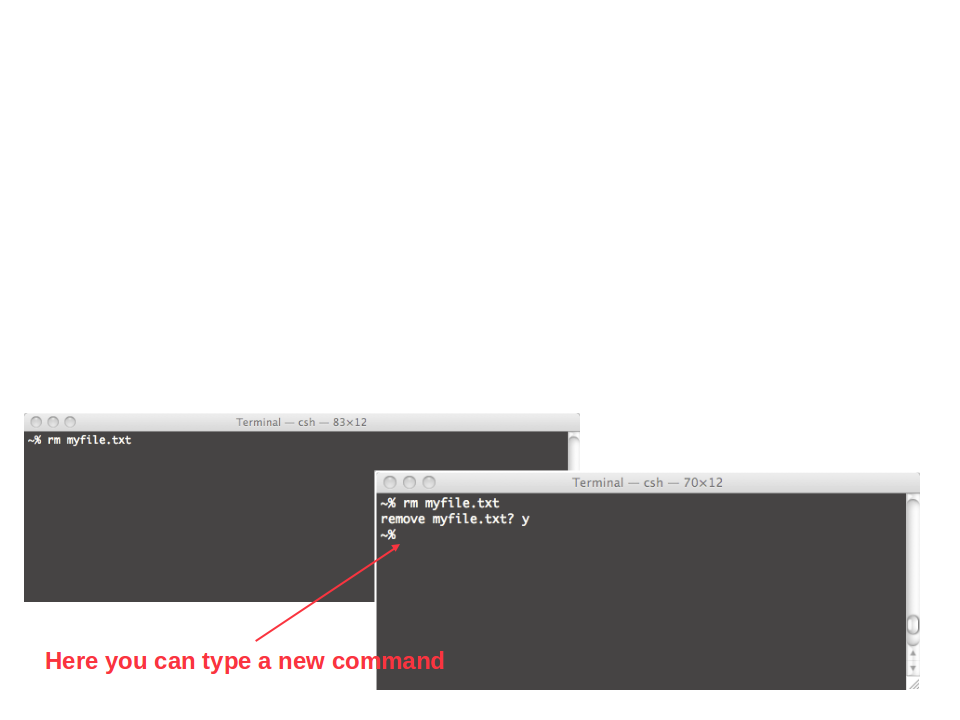 Terminal — csh — 83×12
~% rm myfile.txt
Terminal — csh — 70×12
~% rm myfile.txt
remove myfile.txt? y
~%
Here you can type a new command